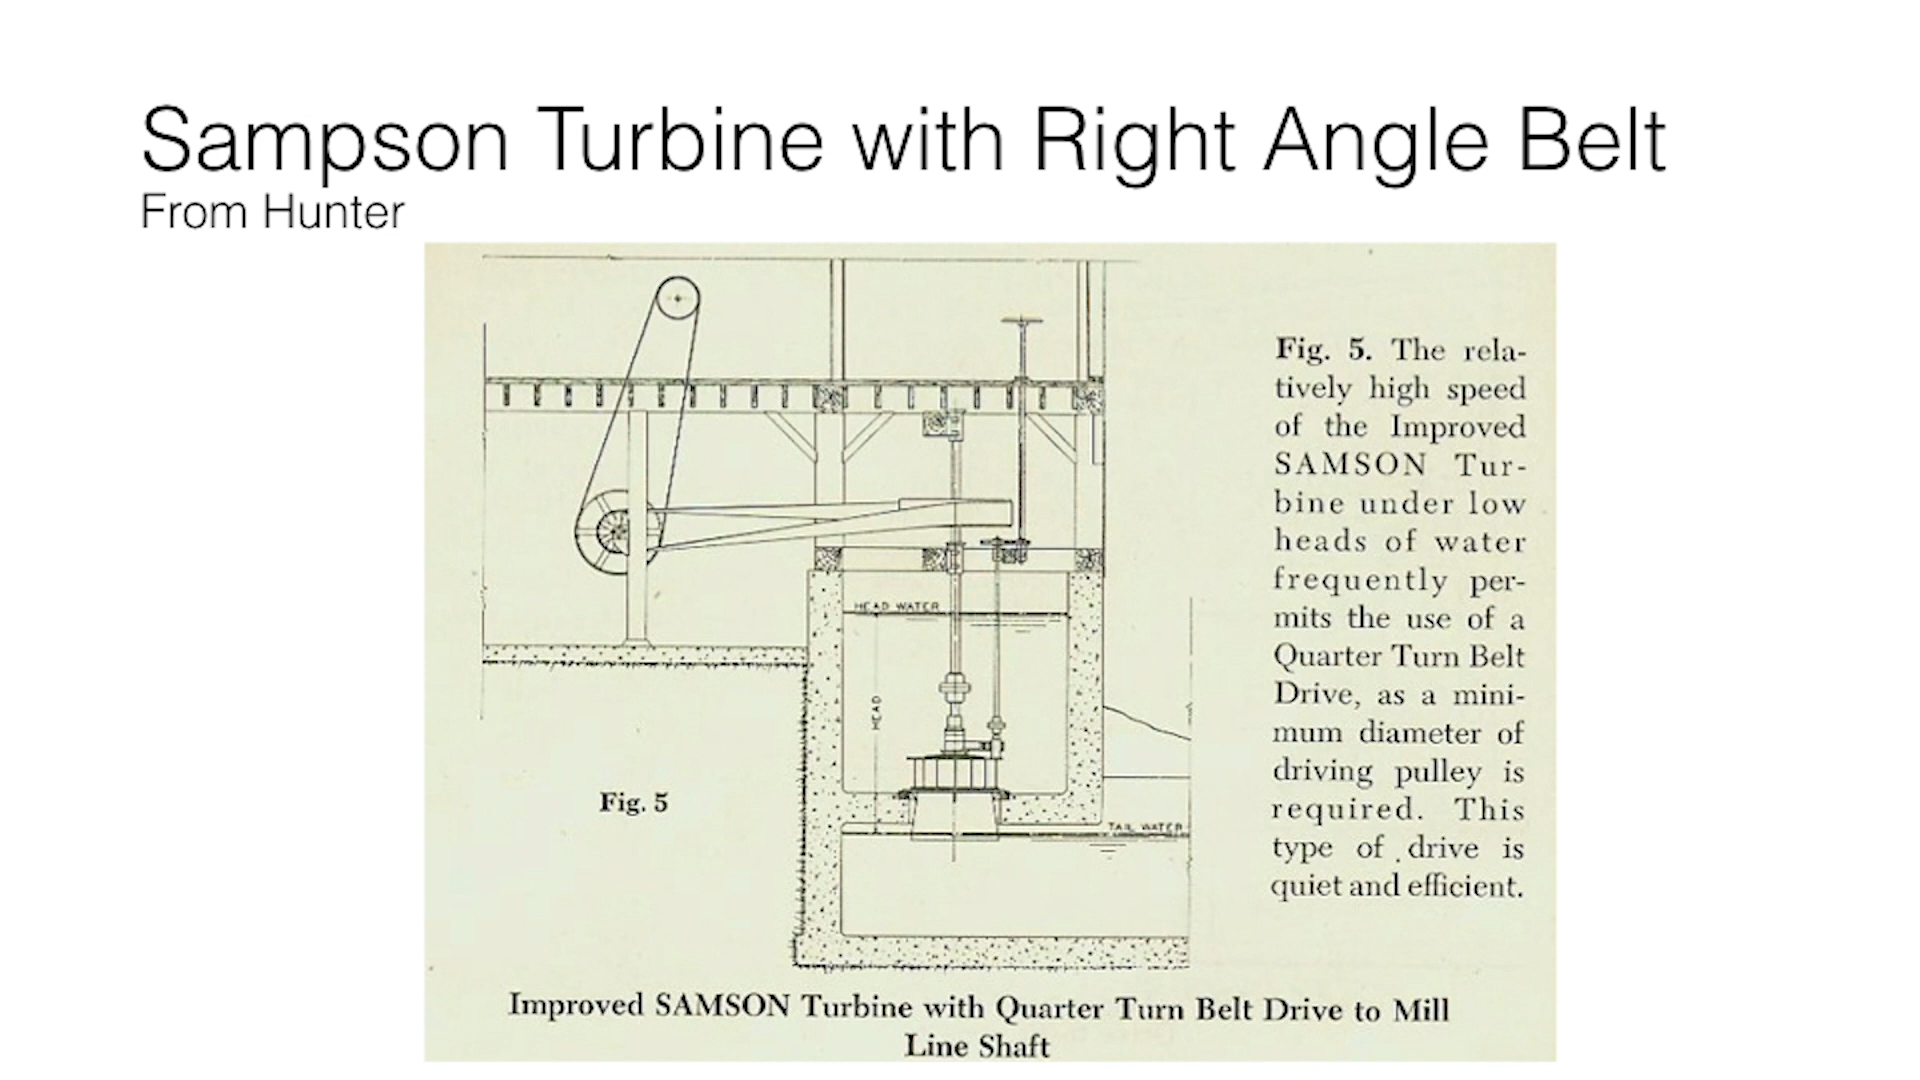 Sampson Turbine with Right Angle Belt
From Hunter
HEAD WATER
HEAD
TAIL WATER
Fig. 5
Fig. 5. The rela-
tively high speed
of the Improved
SAMSON Tur-
bine under low
heads of water
frequently per-
mits the use of a
Quarter Turn Belt
Drive, as a mini-
mum diameter of
driving pulley is
required. This
type of drive is
quiet and efficient.
Improved SAMSON Turbine with Quarter Turn Belt Drive to Mill
Line Shaft